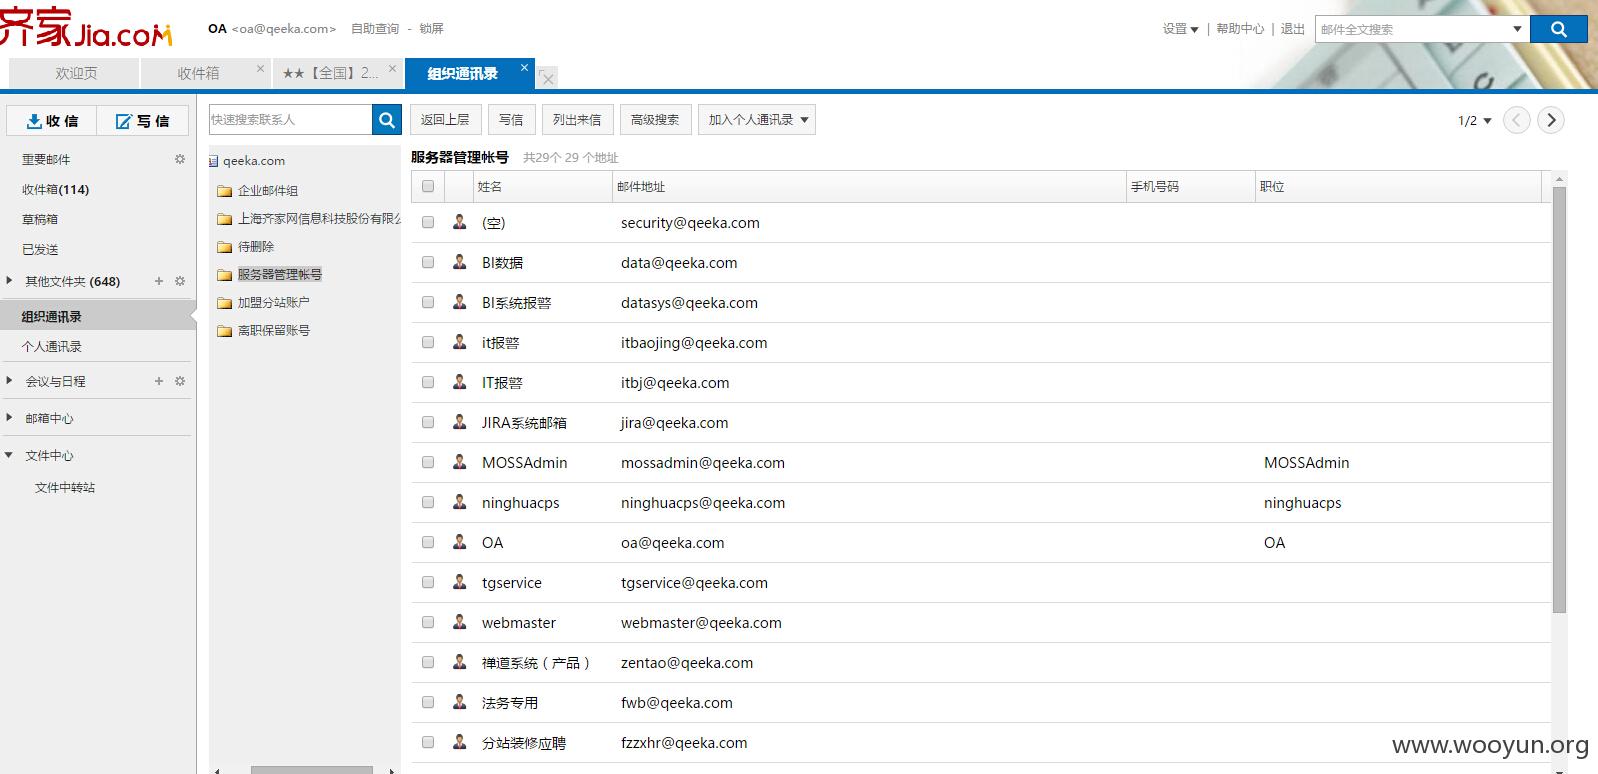 齐家Jia.com
OA <oa@qeeka.com> 自助查询 - 锁屏
设置 | 帮助中心 | 退出
邮件全文搜索
欢迎页 收件箱 ★★【全国】2... 组织通讯录
收信 写信
重要邮件
收件箱(114)
草稿箱
已发送
其他文件夹 (648)
组织通讯录
个人通讯录
会议与日程
邮箱中心
文件中心
文件中转站
快速搜索联系人
qeeka.com
企业邮件组
上海齐家网信息科技股份有限公
待删除
服务器管理帐号
加盟分站账户
离职保留账号
返回上层 写信 列出来信 高级搜索 加入个人通讯录
1/2
服务器管理帐号 共29个 29 个地址
姓名 邮件地址 手机号码 职位
(空) security@qeeka.com
BI数据 data@qeeka.com
BI系统报警 datasys@qeeka.com
it报警 itbaojing@qeeka.com
IT报警 itbj@qeeka.com
JIRA系统邮箱 jira@qeeka.com
MOSSAdmin mossadmin@qeeka.com MOSSAdmin
ninghuacps ninghuacps@qeeka.com ninghuacps
OA oa@qeeka.com OA
tgservice tgservice@qeeka.com
webmaster webmaster@qeeka.com
禅道系统（产品） zentao@qeeka.com
法务专用 fwb@qeeka.com
分站装修应聘 fzzxhr@qeeka.com
www.wooyun.org